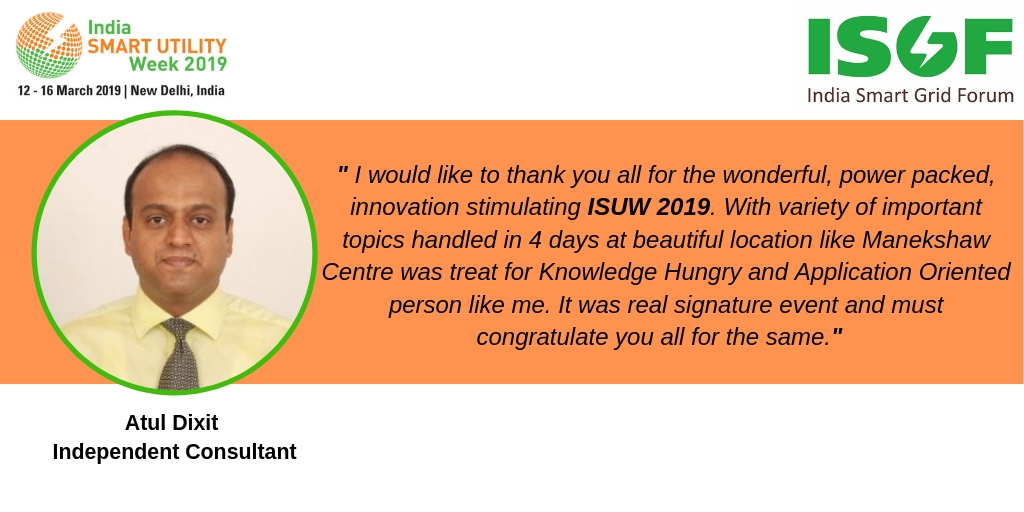 India
SMART UTILITY
Week 2019
12 - 16 March 2019 | New Delhi, India
ISGF
India Smart Grid Forum
" I would like to thank you all for the wonderful, power packed,
innovation stimulating ISUW 2019. With variety of important
topics handled in 4 days at beautiful location like Manekshaw
Centre was treat for Knowledge Hungry and Application Oriented
person like me. It was real signature event and must
congratulate you all for the same."
Atul Dixit
Independent Consultant